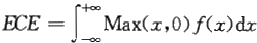 ECE = ∫_{-∞}^{+∞} Max(x,0) f(x)dx